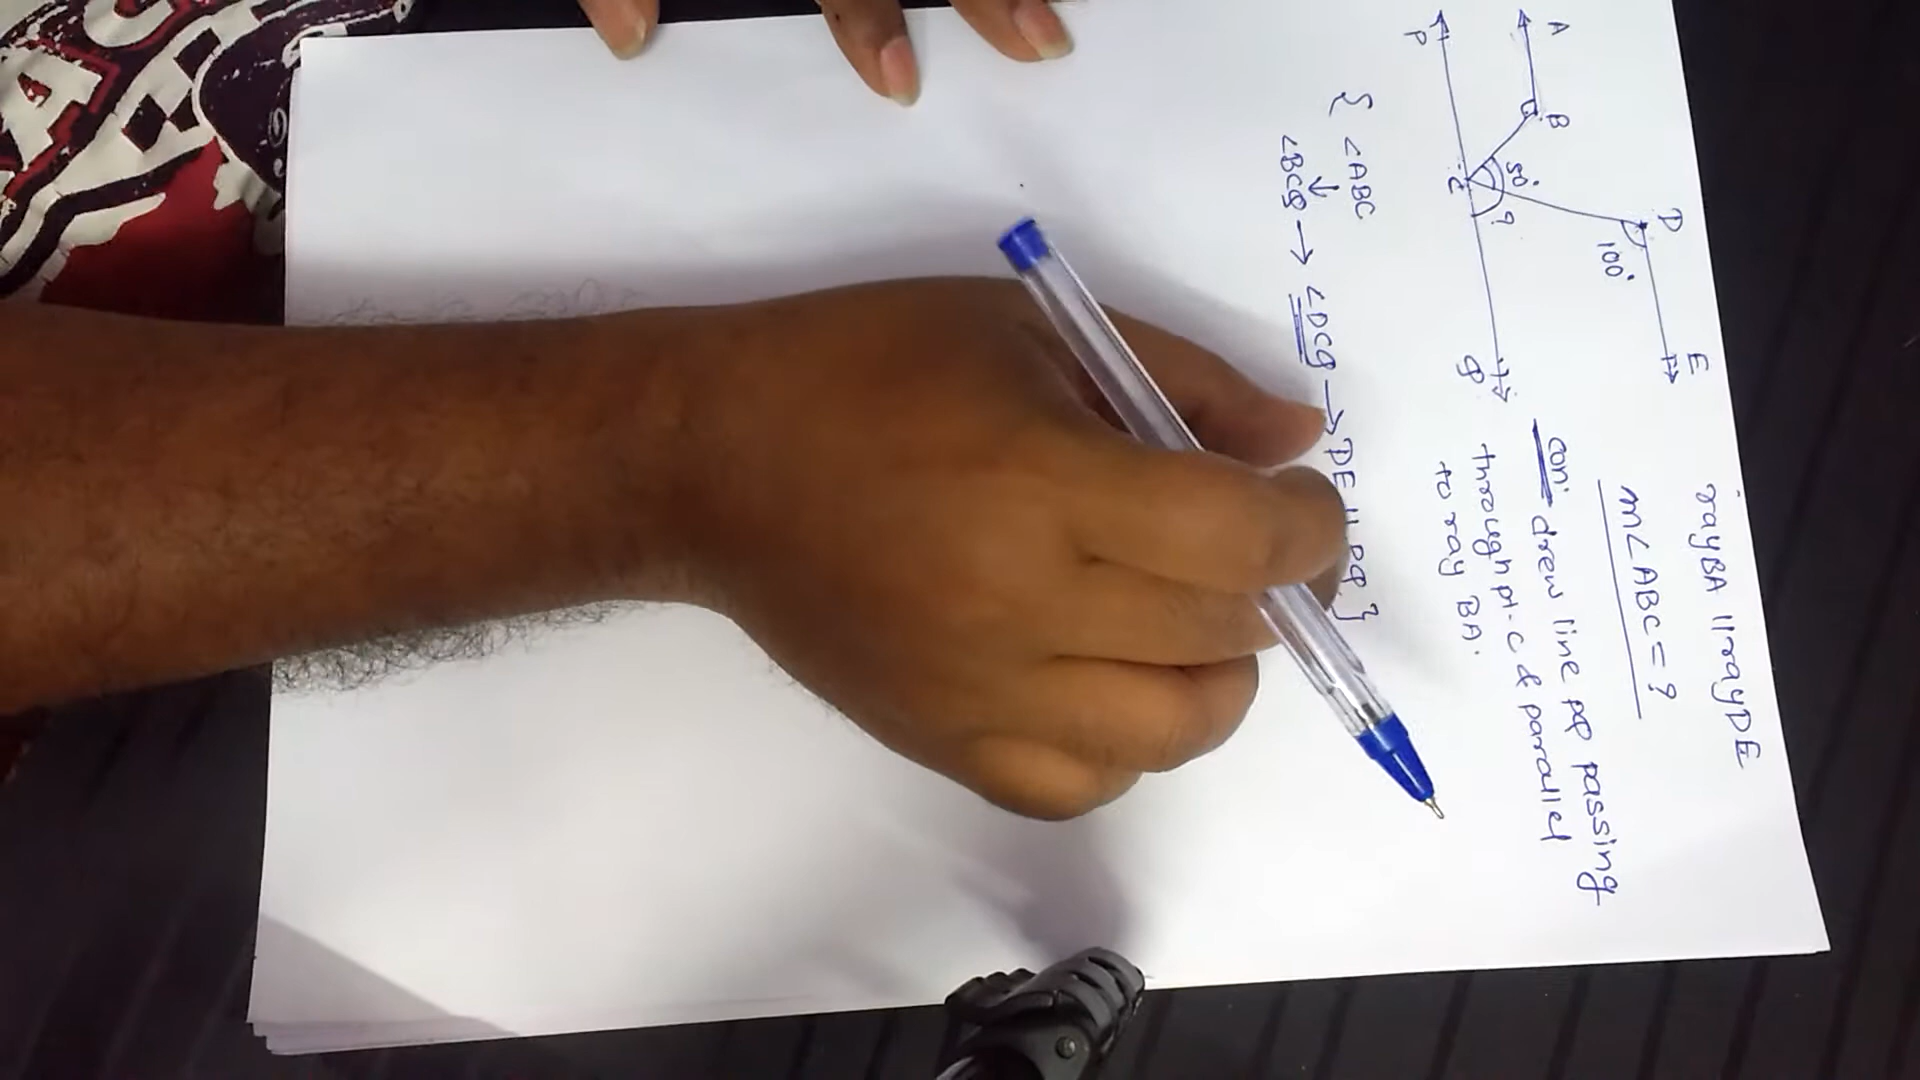 ray BA || ray DE
m∠ABC = ?
con: draw line PQ passing
through pt. C & parallel
to ray BA.
A
B
D
E
50°
100°
?
P
C
Q
{ ∠ABC
↓
∠BCQ → ∠DCQ → DE || PQ }